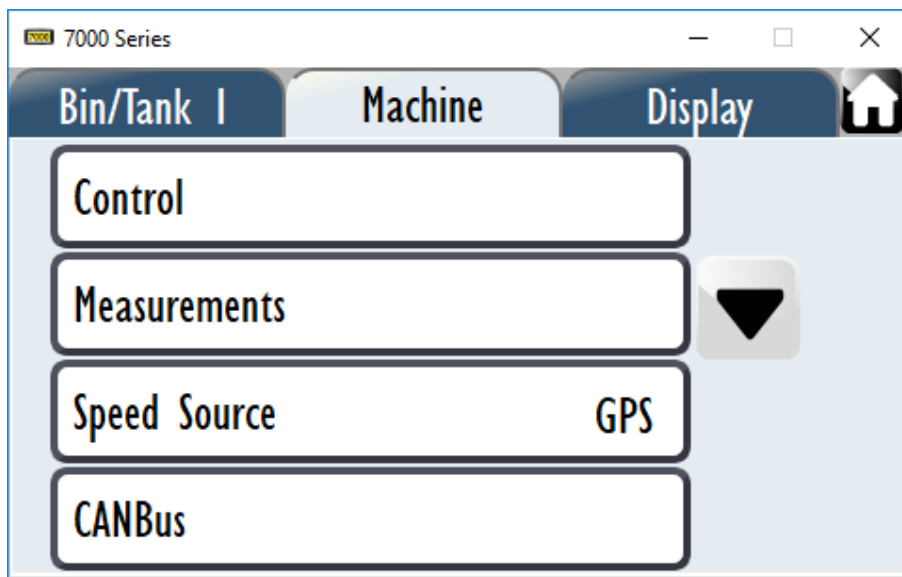 7000 Series
Bin/Tank 1 Machine Display
Control
Measurements
Speed Source GPS
CANBus